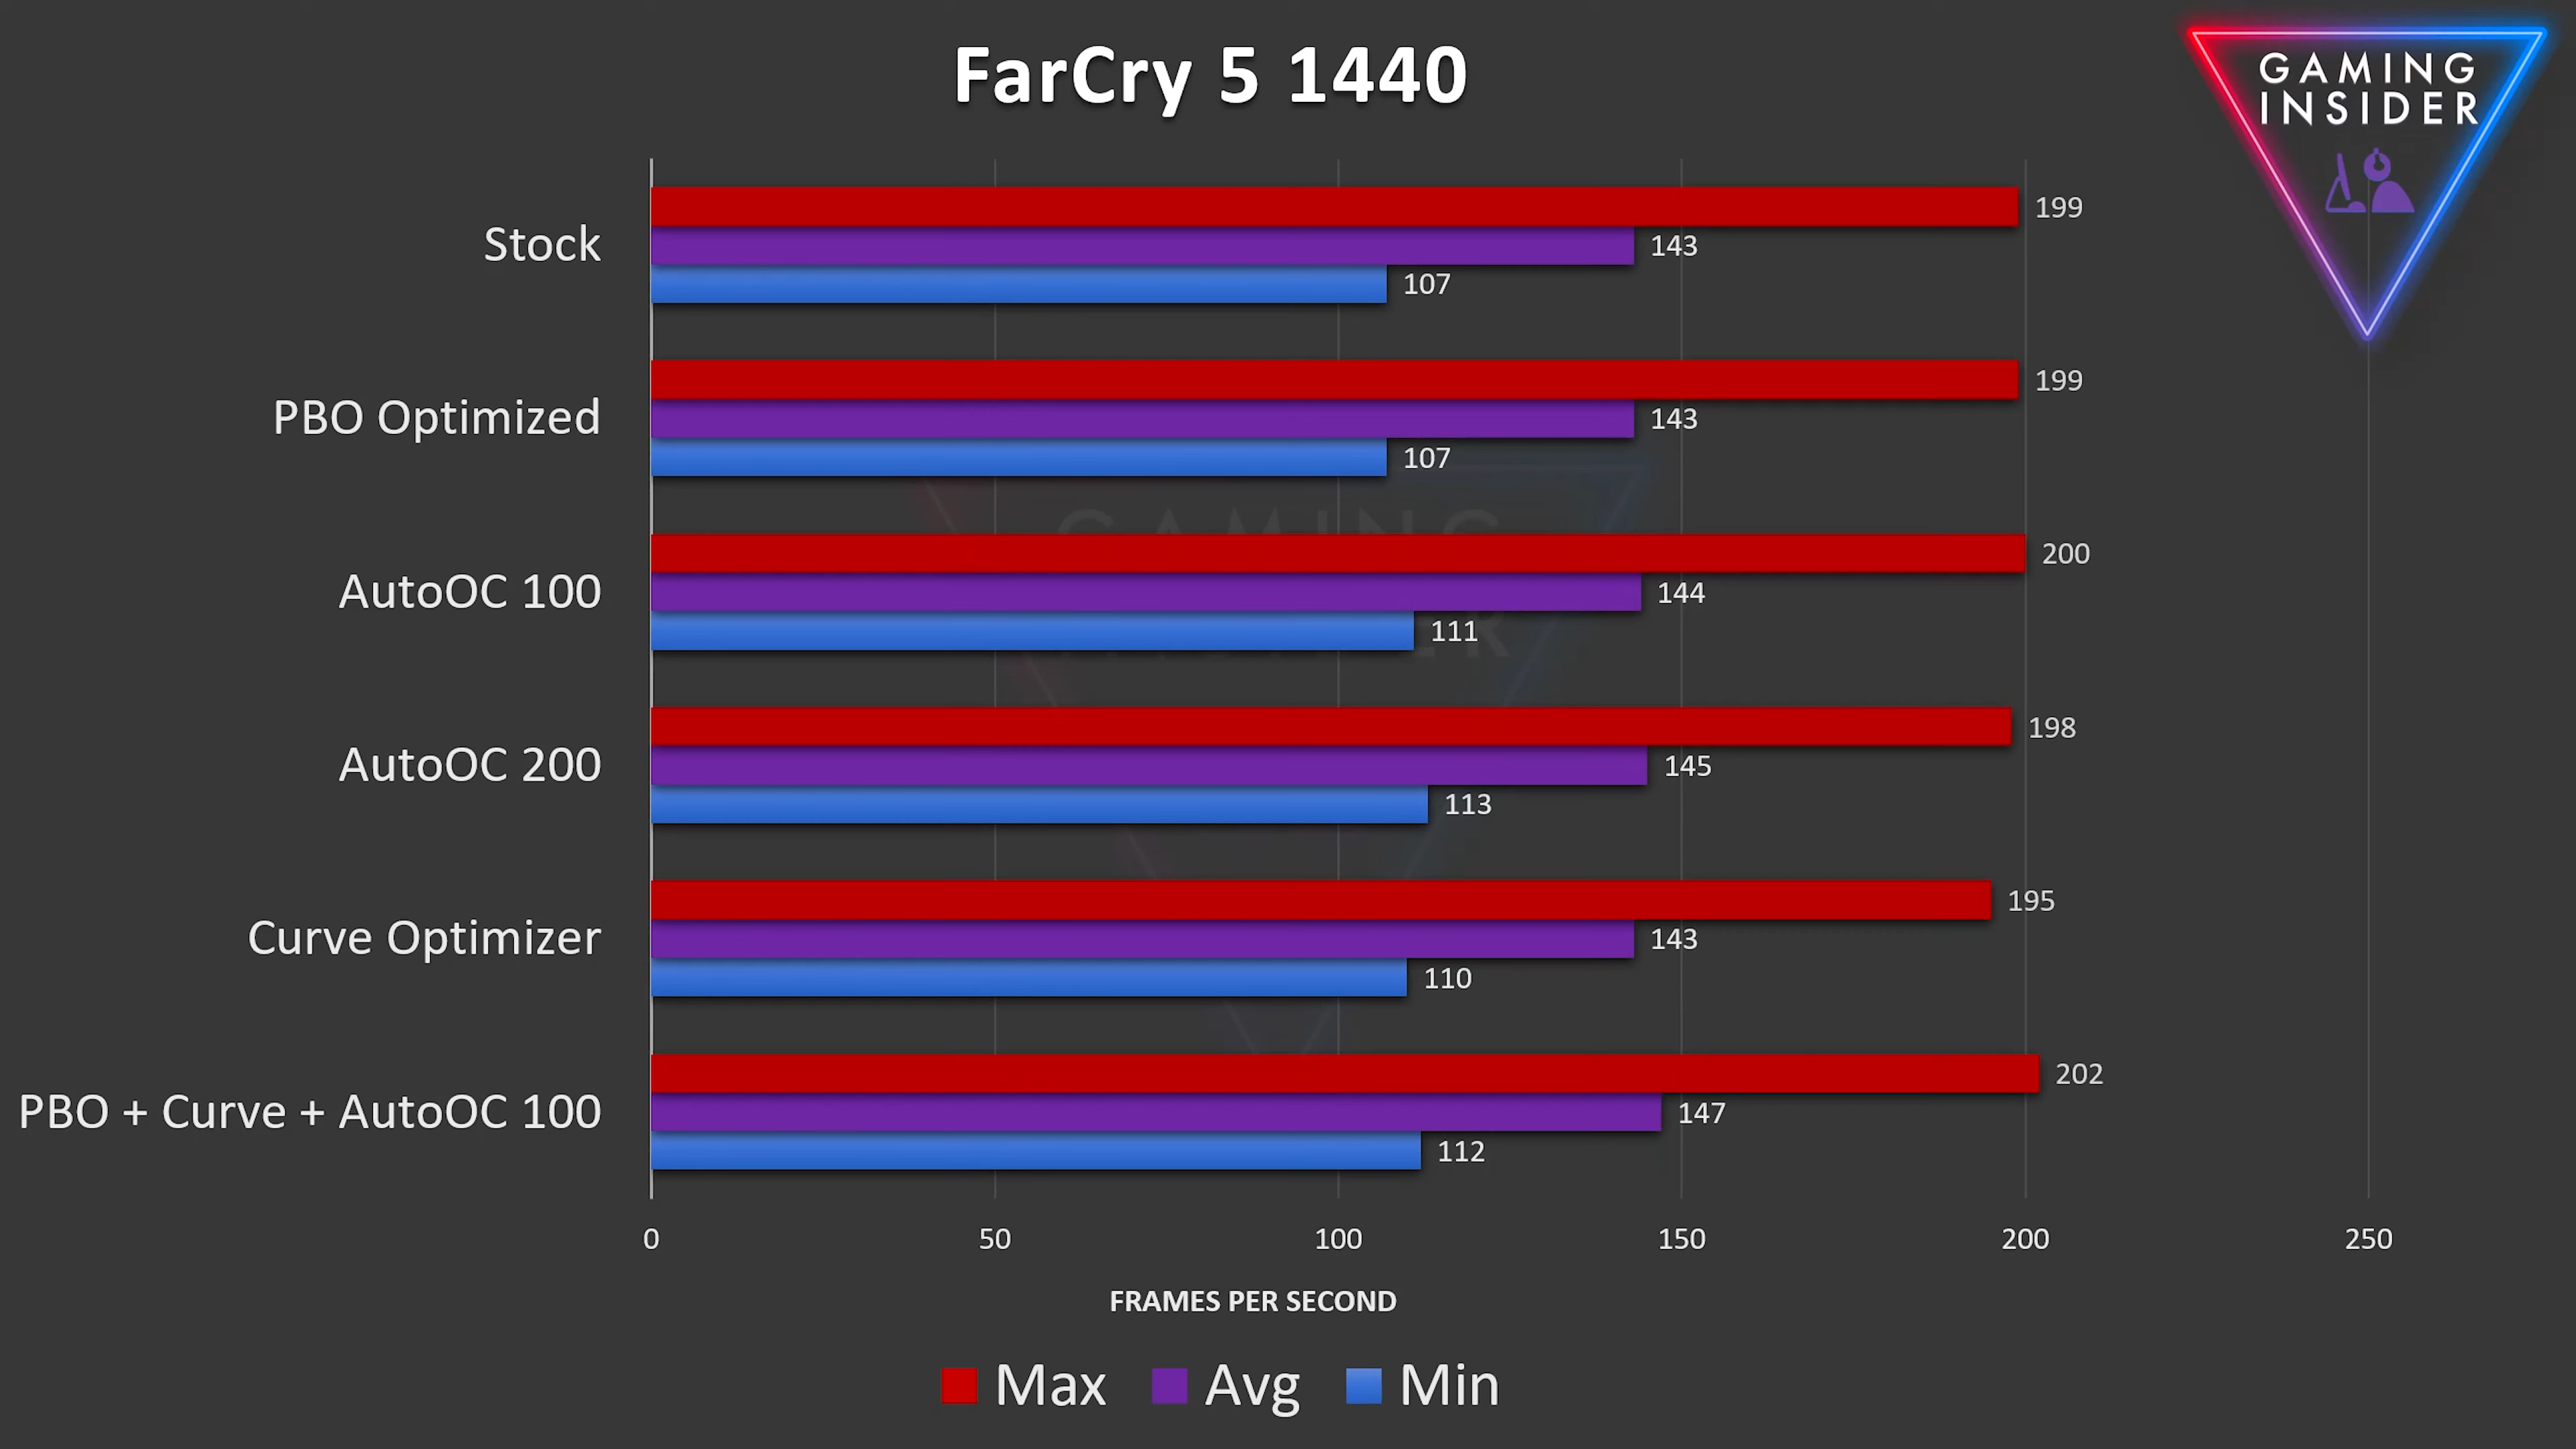 FarCry 5 1440
GAMING
INSIDER
Stock
199
143
107
PBO Optimized
199
143
107
AutoOC 100
200
144
111
AutoOC 200
198
145
113
Curve Optimizer
195
143
110
PBO + Curve + AutoOC 100
202
147
112
0 50 100 150 200 250
FRAMES PER SECOND
Max Avg Min